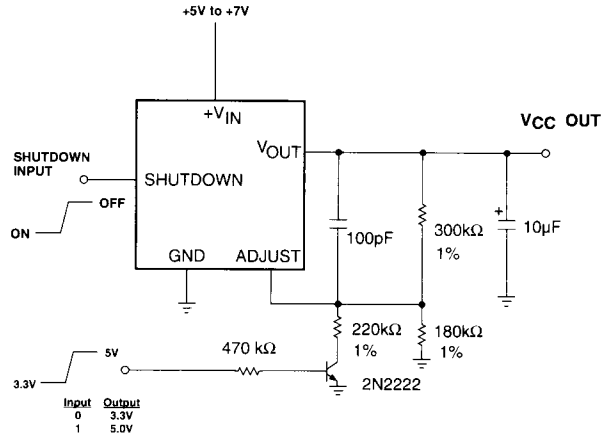 +5V to +7V
+VIN
VCC OUT
VOUT
SHUTDOWN
INPUT
SHUTDOWN
OFF
ON
100pF
300kΩ
1%
+
10µF
GND
ADJUST
220kΩ
1%
180kΩ
1%
470 kΩ
5V
3.3V
2N2222
Input Output
0 3.3V
1 5.0V